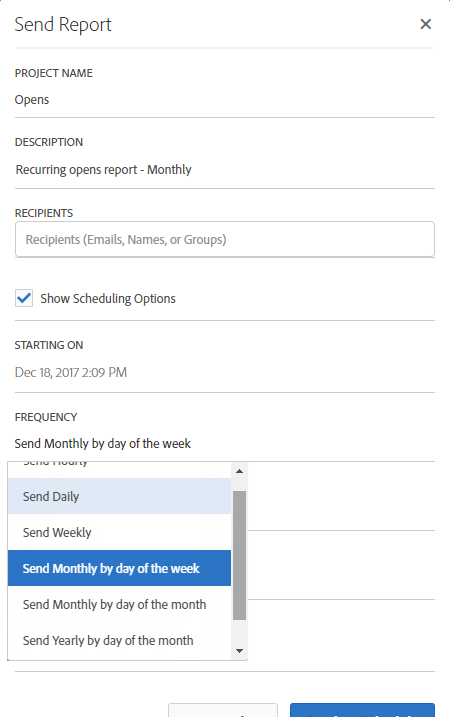 Send Report
PROJECT NAME
Opens
DESCRIPTION
Recurring opens report - Monthly
RECIPIENTS
Recipients (Emails, Names, or Groups)
Show Scheduling Options
STARTING ON
Dec 18, 2017 2:09 PM
FREQUENCY
Send Monthly by day of the week
Send Hourly
Send Daily
Send Weekly
Send Monthly by day of the week
Send Monthly by day of the month
Send Yearly by day of the month